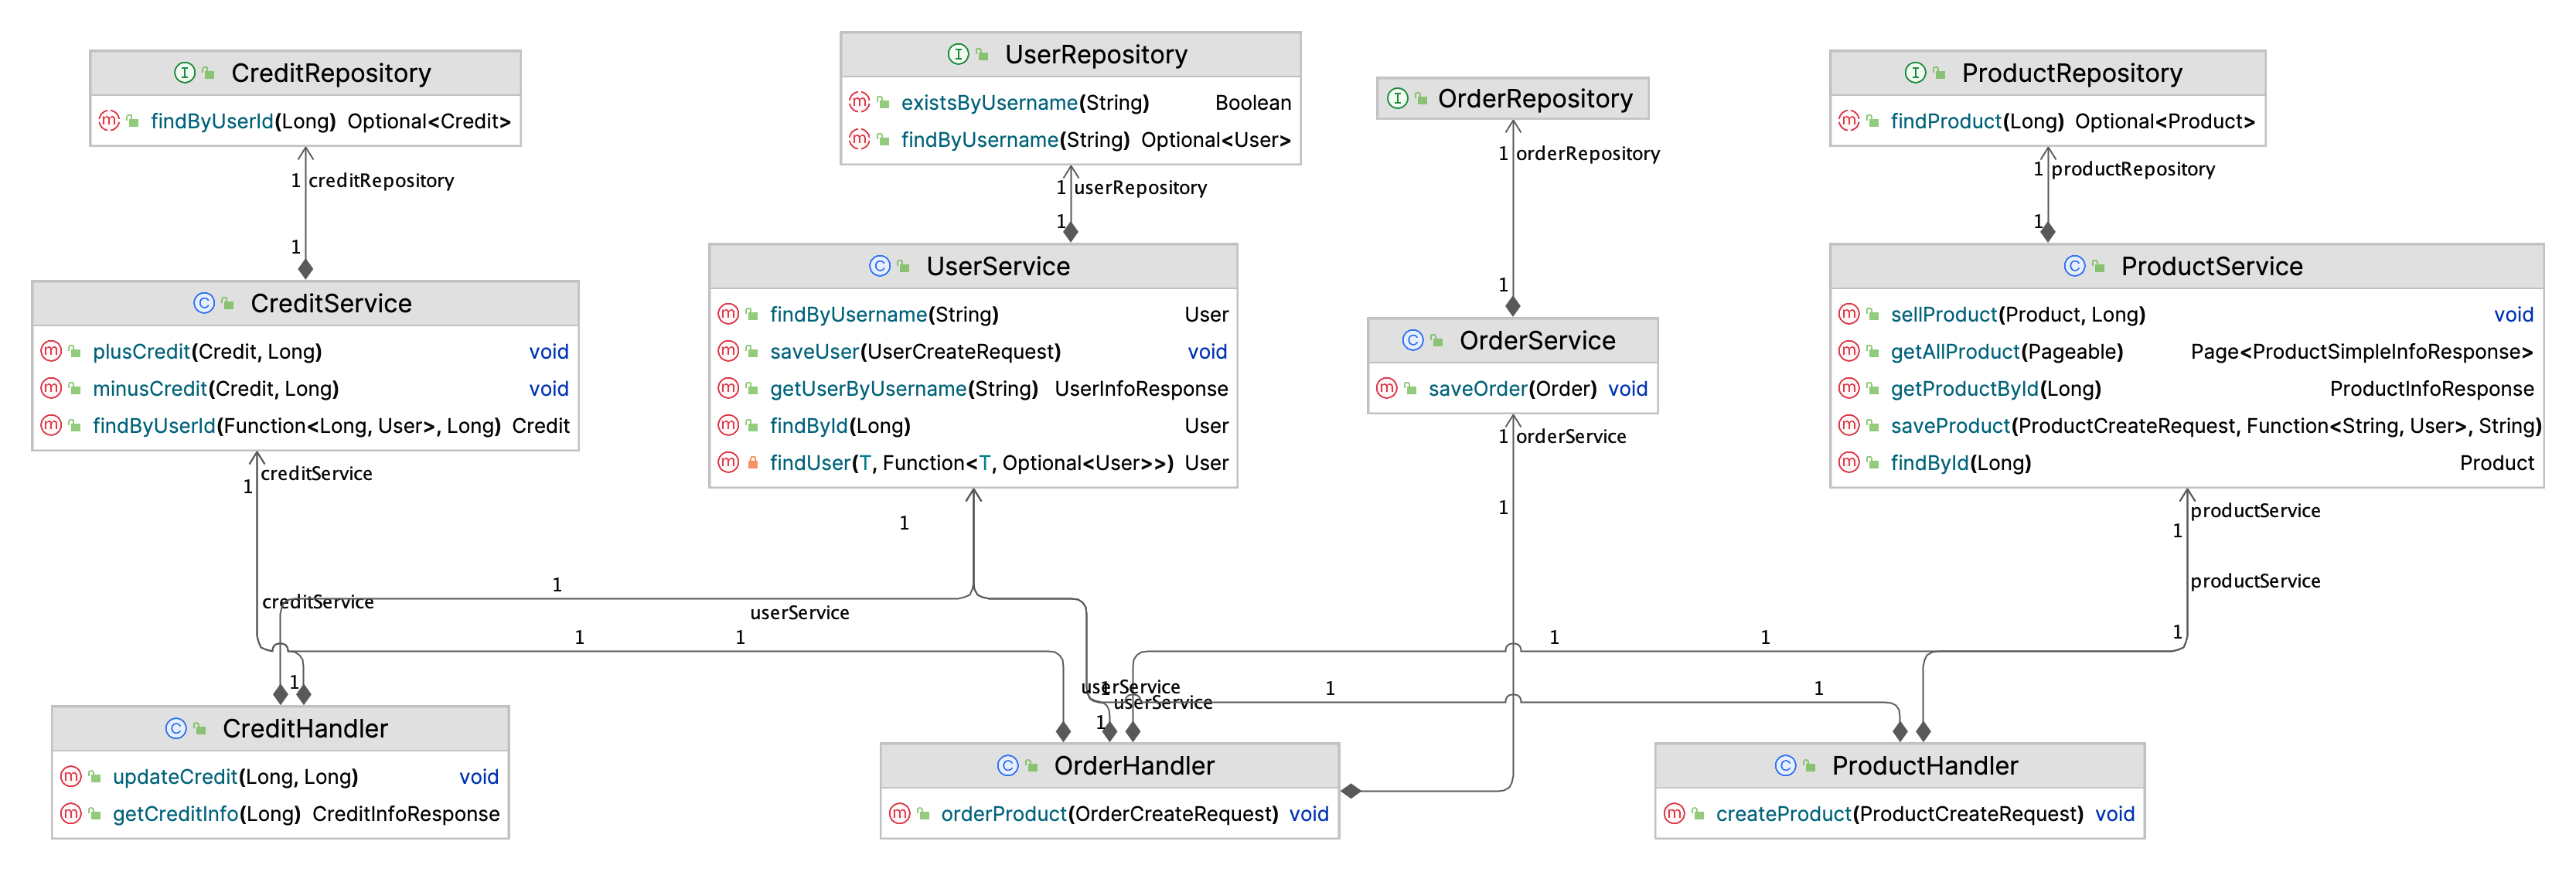 CreditRepository
findByUserId(Long) Optional<Credit>
UserRepository
existsByUsername(String) Boolean
findByUsername(String) Optional<User>
OrderRepository
ProductRepository
findProduct(Long) Optional<Product>
1 creditRepository
1
1 userRepository
1
1 orderRepository
1
1 productRepository
1
CreditService
plusCredit(Credit, Long) void
minusCredit(Credit, Long) void
findByUserId(Function<Long, User>, Long) Credit
UserService
findByUsername(String) User
saveUser(UserCreateRequest) void
getUserByUsername(String) UserInfoResponse
findById(Long) User
findUser(T, Function<T, Optional<User>>) User
OrderService
saveOrder(Order) void
ProductService
sellProduct(Product, Long) void
getAllProduct(Pageable) Page<ProductSimpleInfoResponse>
getProductById(Long) ProductInfoResponse
saveProduct(ProductCreateRequest, Function<String, User>, String)
findById(Long) Product
creditService
1
1
1 orderService
1
productService
1
productService
1
creditService
userService
1
1
1
1
1
userService
1
userService
1
1
1
1
1
CreditHandler
updateCredit(Long, Long) void
getCreditInfo(Long) CreditInfoResponse
OrderHandler
orderProduct(OrderCreateRequest) void
ProductHandler
createProduct(ProductCreateRequest) void